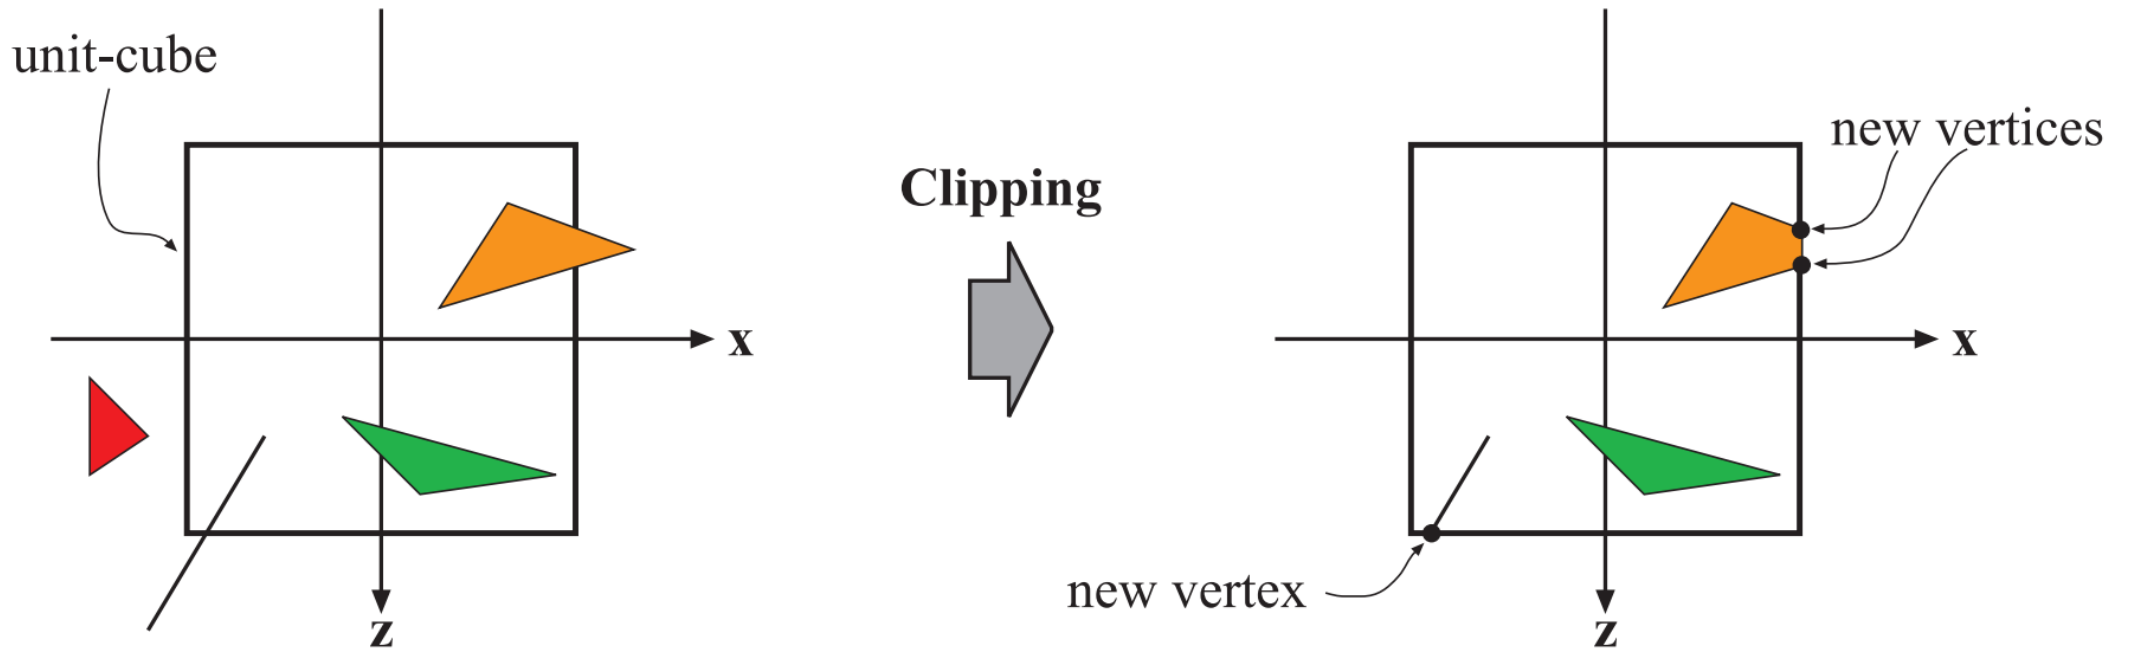 unit-cube
x
z
Clipping
new vertices
x
new vertex
z